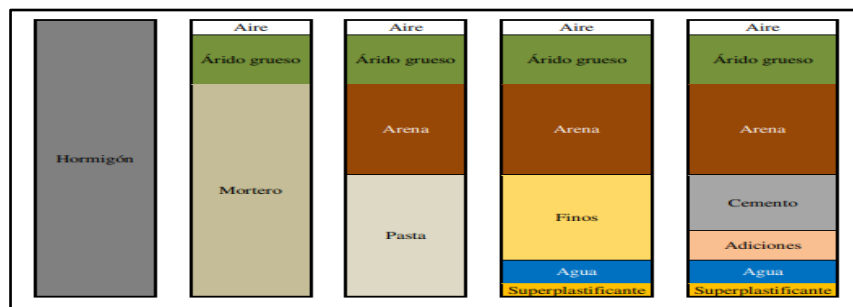 Hormigón
Aire
Árido grueso
Mortero
Aire
Árido grueso
Arena
Pasta
Aire
Árido grueso
Arena
Finos
Agua
Superplastificante
Aire
Árido grueso
Arena
Cemento
Adiciones
Agua
Superplastificante